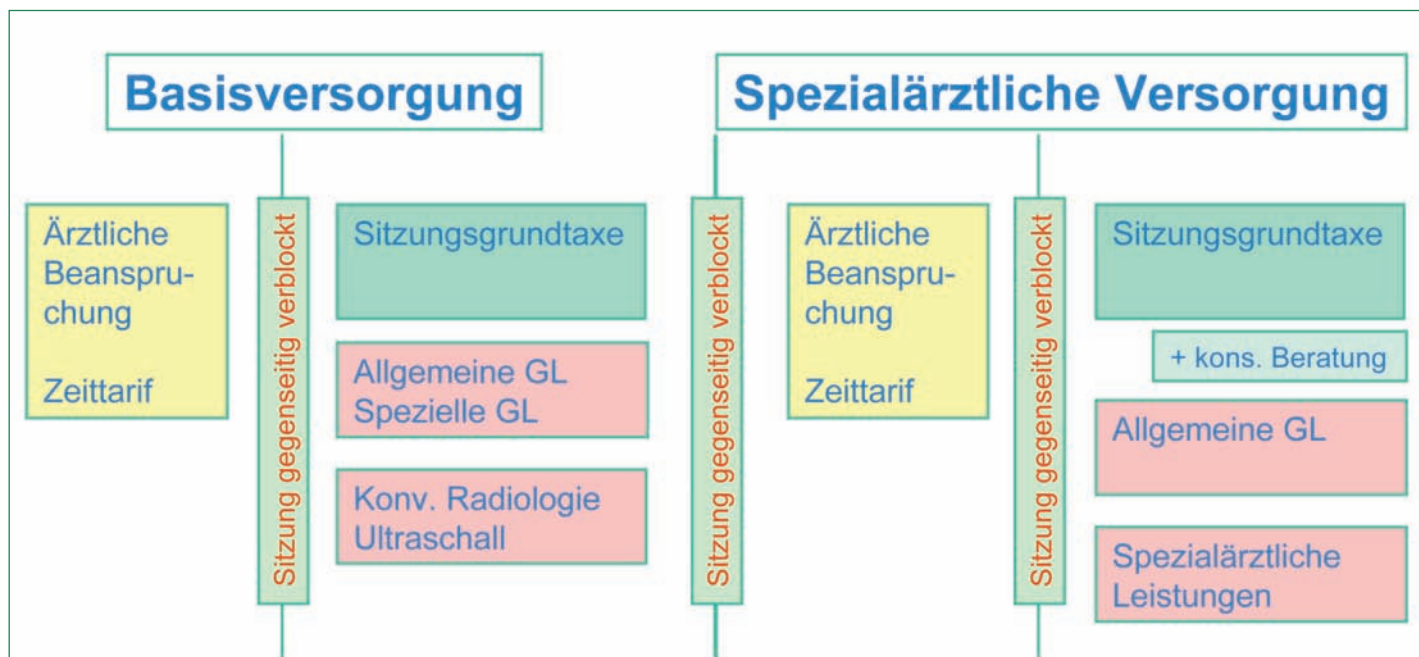 Basisversorgung
Ärztliche
Beanspru-
chung
Zeittarif
Sitzung gegenseitig verblockt
Sitzungsgrundtaxe
Allgemeine GL
Spezielle GL
Konv. Radiologie
Ultraschall
Sitzung gegenseitig verblockt
Spezialärztliche Versorgung
Ärztliche
Beanspru-
chung
Zeittarif
Sitzung gegenseitig verblockt
Sitzungsgrundtaxe
+ kons. Beratung
Allgemeine GL
Spezialärztliche
Leistungen